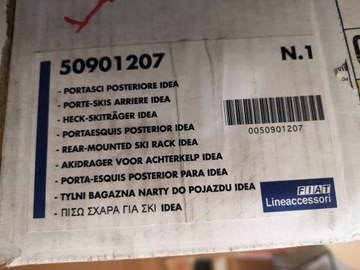 50901207
N.1
- PORTASCI POSTERIORE IDEA
- PORTE-SKIS ARRIERE IDEA
- HECK-SKITRÄGER IDEA
- PORTAESQUIS POSTERIOR IDEA
- REAR-MOUNTED SKI RACK IDEA
- AKIDRAGER VOOR ACHTERKELP IDEA
- PORTA-ESQUIS POSTERIOR PARA IDEA
- TYLNI BAGAZNA NARTY DO POJAZDU IDEA
- ΠΙΣΩ ΣΧΑΡΑ ΓΙΑ ΣΚΙ IDEA
0050901207
FIAT
Lineaccessori